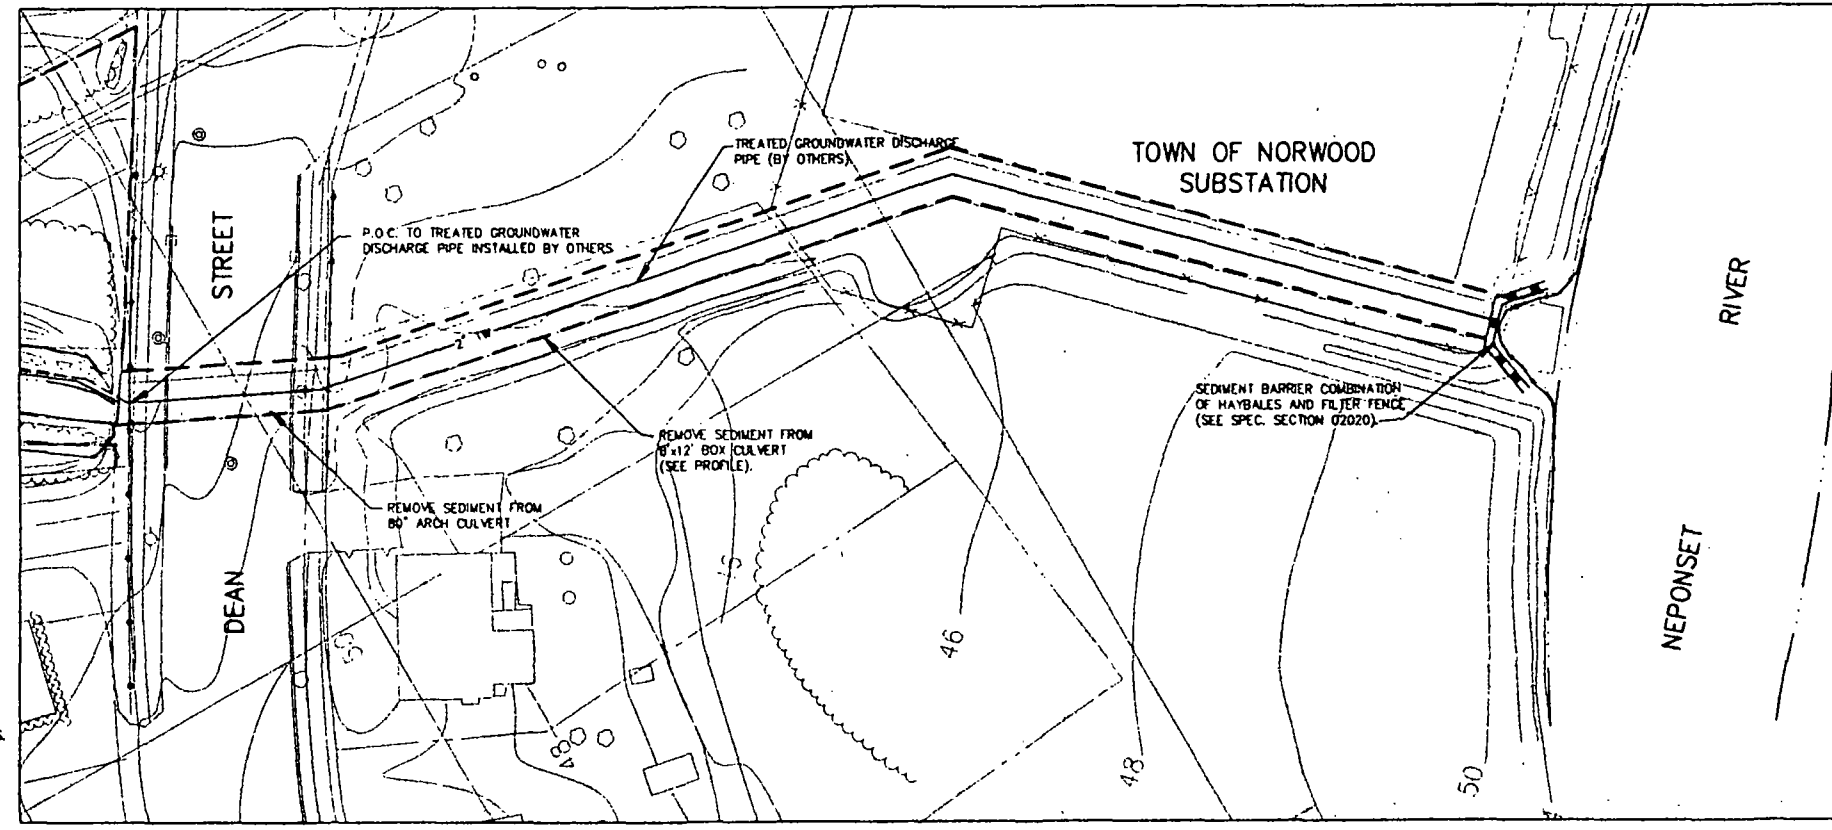 TREATED GROUNDWATER DISCHARGE
PIPE (BY OTHERS).
TOWN OF NORWOOD
SUBSTATION
P.O.C. TO TREATED GROUNDWATER
DISCHARGE PIPE INSTALLED BY OTHERS
STREET
RIVER
2" TW
SEDIMENT BARRIER COMBINATION
OF HAYBALES AND FILTER FENCE
(SEE SPEC. SECTION 02020).
REMOVE SEDIMENT FROM
8'x12' BOX CULVERT
(SEE PROFILE).
REMOVE SEDIMENT FROM
80" ARCH CULVERT
DEAN
NEPONSET
50
46
48
48
50